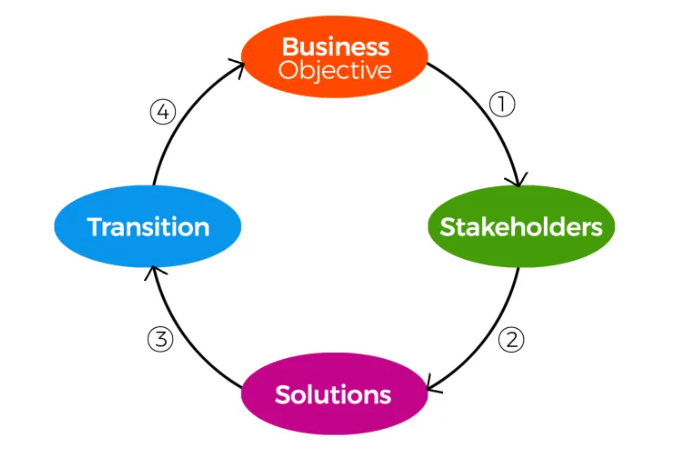 Business
Objective
①
Stakeholders
②
Solutions
③
Transition
④